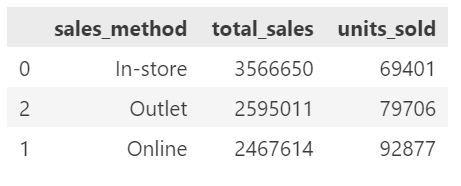 sales_method total_sales units_sold
0 In-store 3566650 69401
2 Outlet 2595011 79706
1 Online 2467614 92877